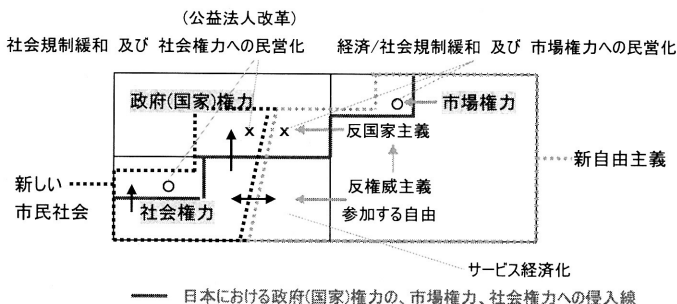 (公益法人改革)
社会規制緩和 及び 社会権力への民営化
経済/社会規制緩和 及び 市場権力への民営化
政府(国家)権力
市場権力
x
x
反国家主義
新自由主義
新しい
市民社会
社会権力
反権威主義
参加する自由
サービス経済化
日本における政府(国家)権力の、市場権力、社会権力への侵入線